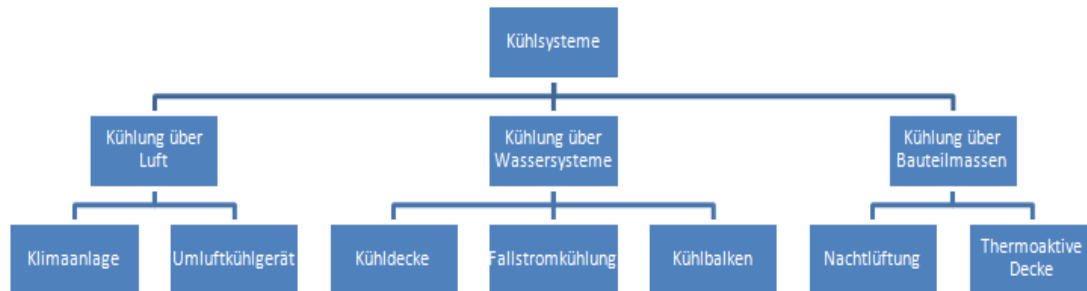 Kühlsysteme
Kühlung über
Luft
Kühlung über
Wassersysteme
Kühlung über
Bauteilmassen
Klimaanlage
Umluftkühlgerät
Kühldecke
Fallstromkühlung
Kühlbalken
Nachtlüftung
Thermoaktive
Decke